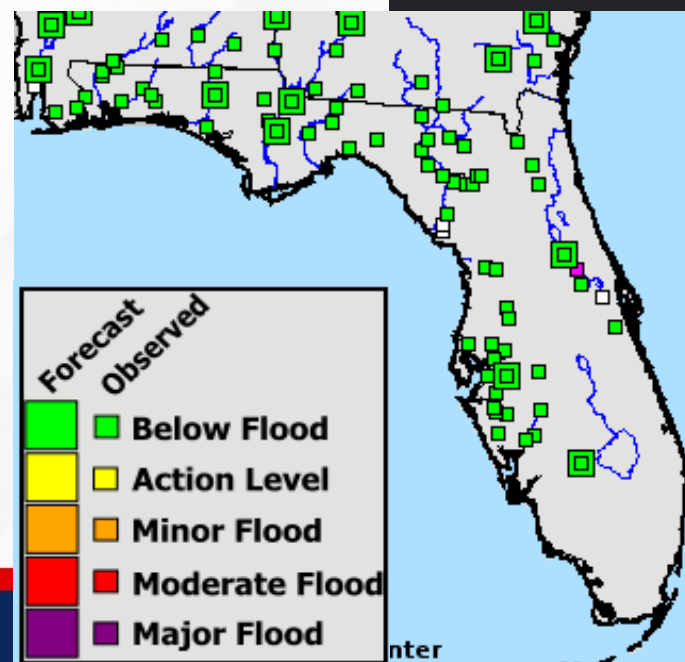 Forecast
Observed
Below Flood
Action Level
Minor Flood
Moderate Flood
Major Flood
nter